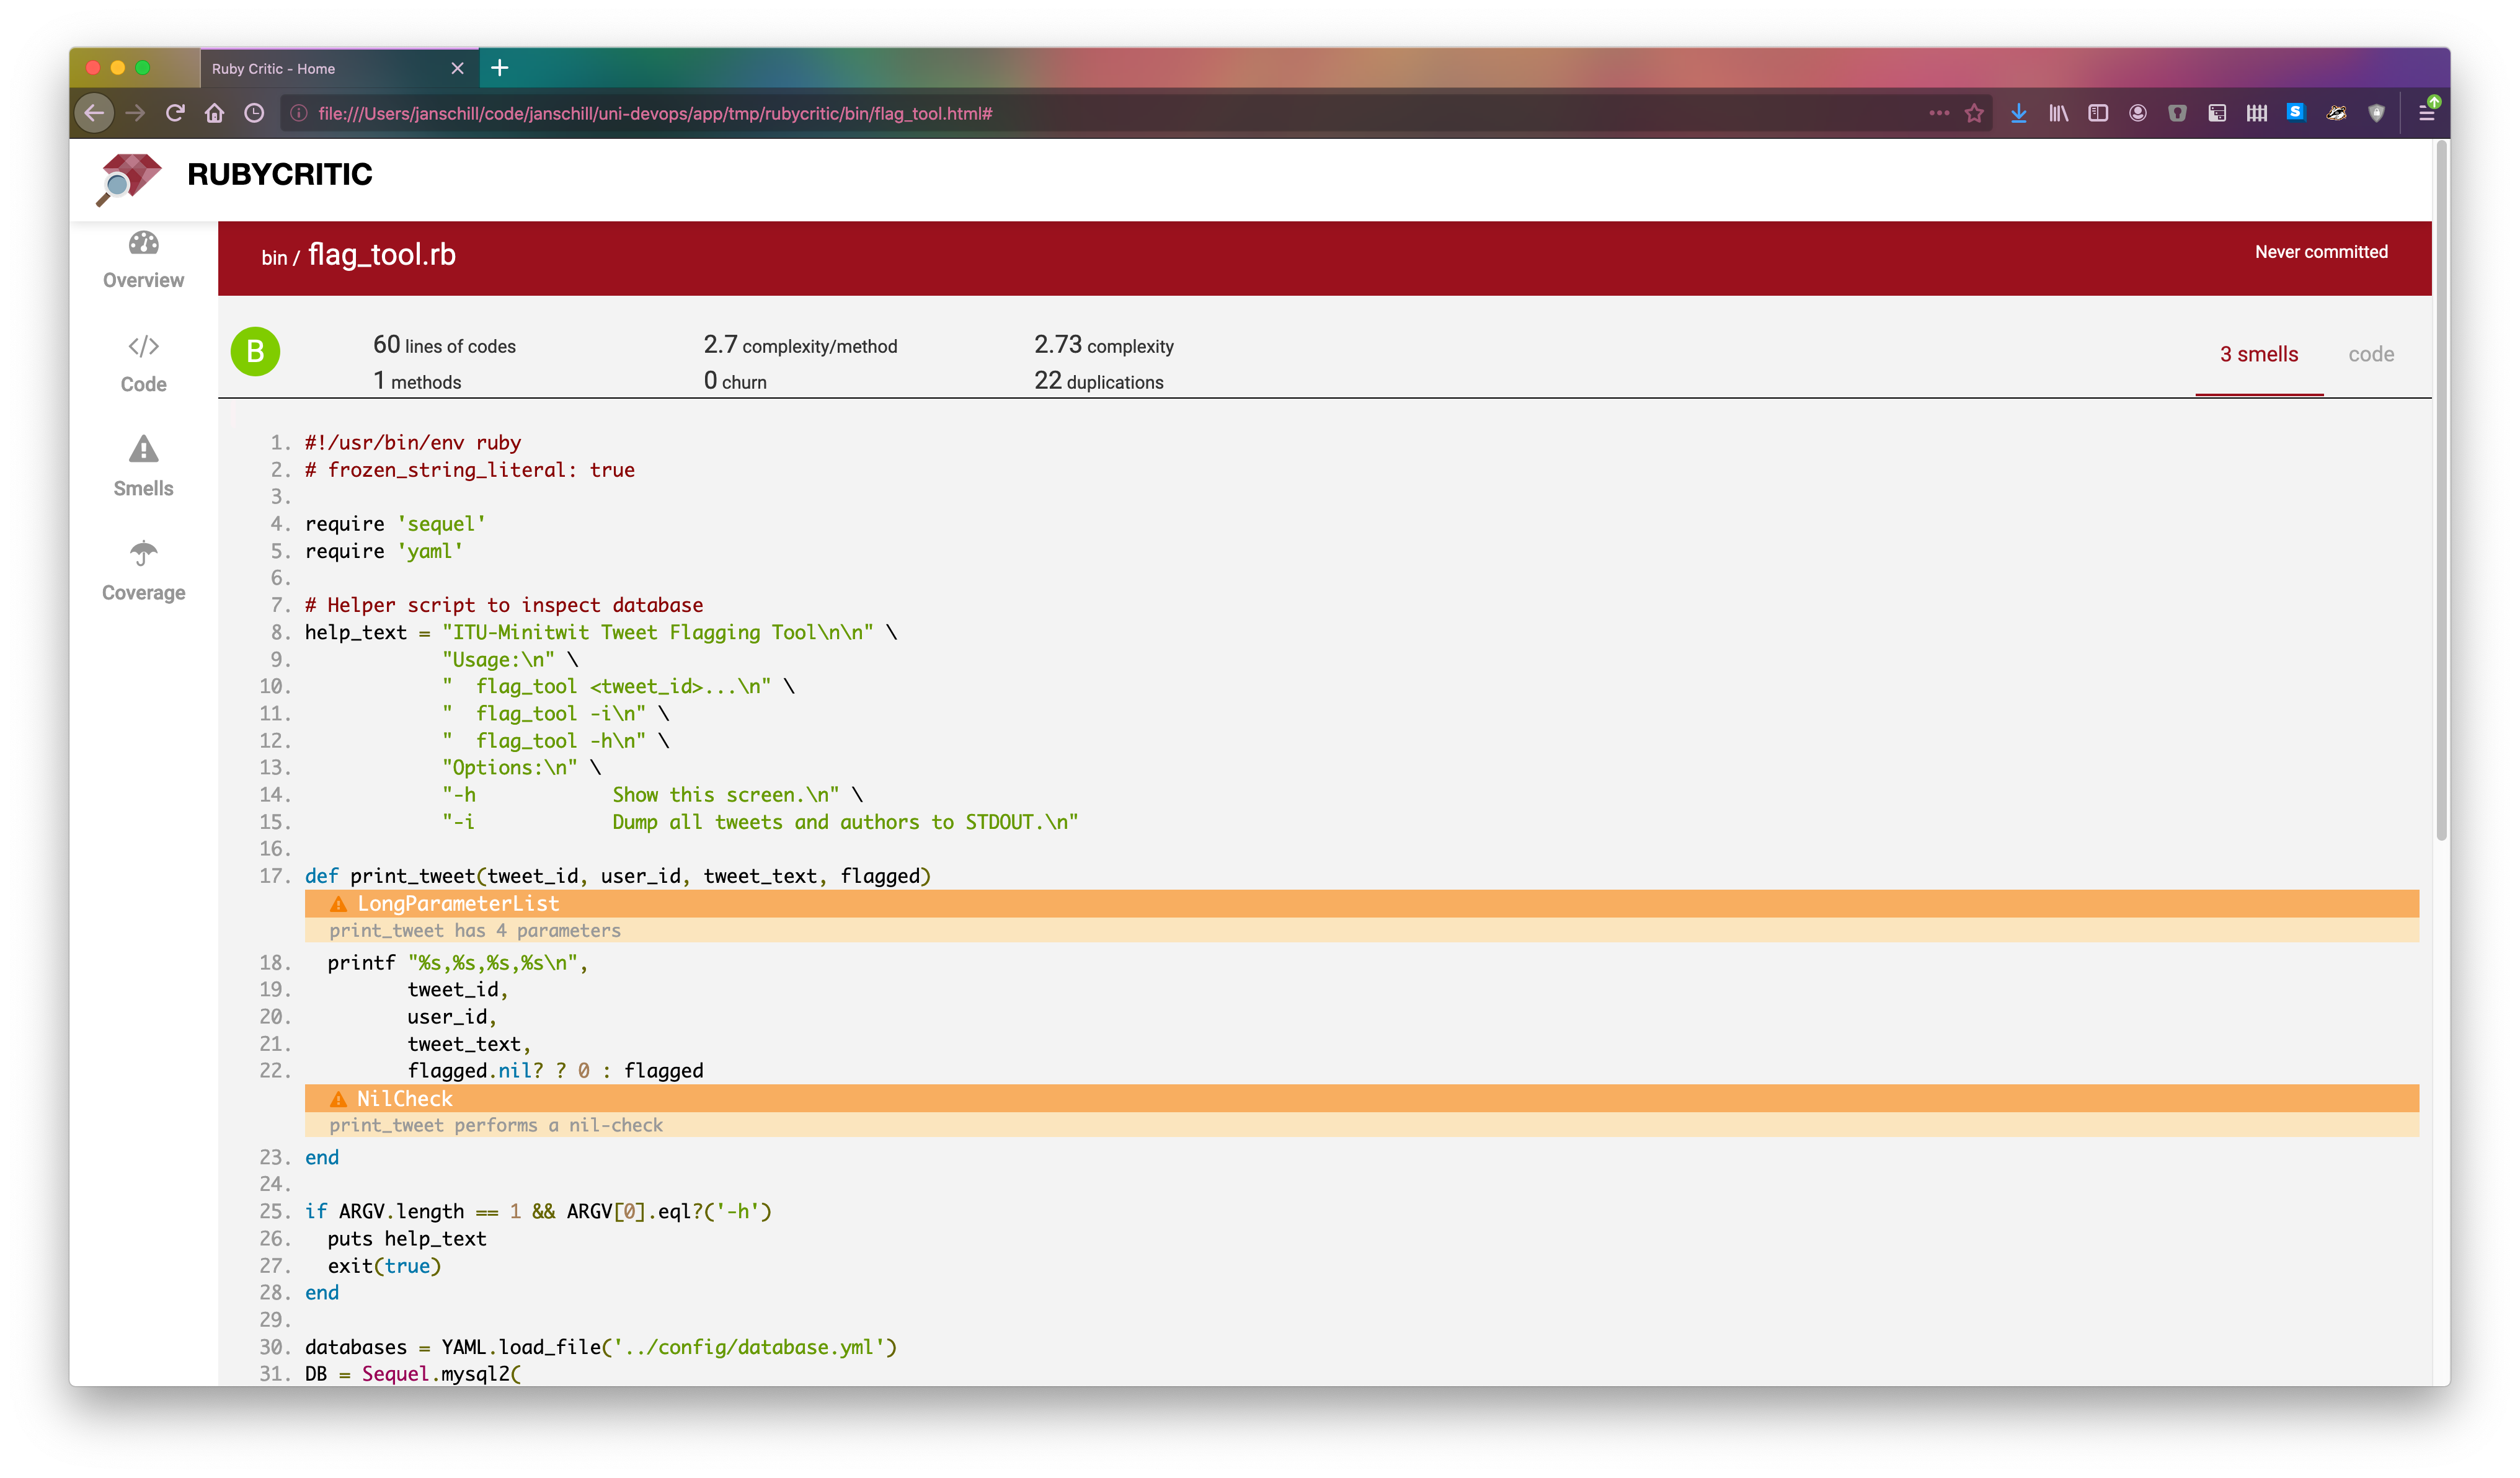 Ruby Critic - Home
file:///Users/janschill/code/janschill/uni-devops/app/tmp/rubycritic/bin/flag_tool.html#
S
RUBYCRITIC
Overview
Code
Smells
Coverage
bin / flag_tool.rb
Never committed
B
60 lines of codes
2.7 complexity/method
2.73 complexity
1 methods
0 churn
22 duplications
3 smells
code
1. #!/usr/bin/env ruby
2. # frozen_string_literal: true
3.
4. require 'sequel'
5. require 'yaml'
6.
7. # Helper script to inspect database
8. help_text = "ITU-Minitwit Tweet Flagging Tool\n\n" \
9. "Usage:\n" \
10. "  flag_tool <tweet_id>...\n" \
11. "  flag_tool -i\n" \
12. "  flag_tool -h\n" \
13. "Options:\n" \
14. "-h            Show this screen.\n" \
15. "-i            Dump all tweets and authors to STDOUT.\n"
16.
17. def print_tweet(tweet_id, user_id, tweet_text, flagged)
LongParameterList
print_tweet has 4 parameters
18. printf "%s,%s,%s,%s\n",
19. tweet_id,
20. user_id,
21. tweet_text,
22. flagged.nil? ? 0 : flagged
NilCheck
print_tweet performs a nil-check
23. end
24.
25. if ARGV.length == 1 && ARGV[0].eql?('-h')
26. puts help_text
27. exit(true)
28. end
29.
30. databases = YAML.load_file('../config/database.yml')
31. DB = Sequel.mysql2(